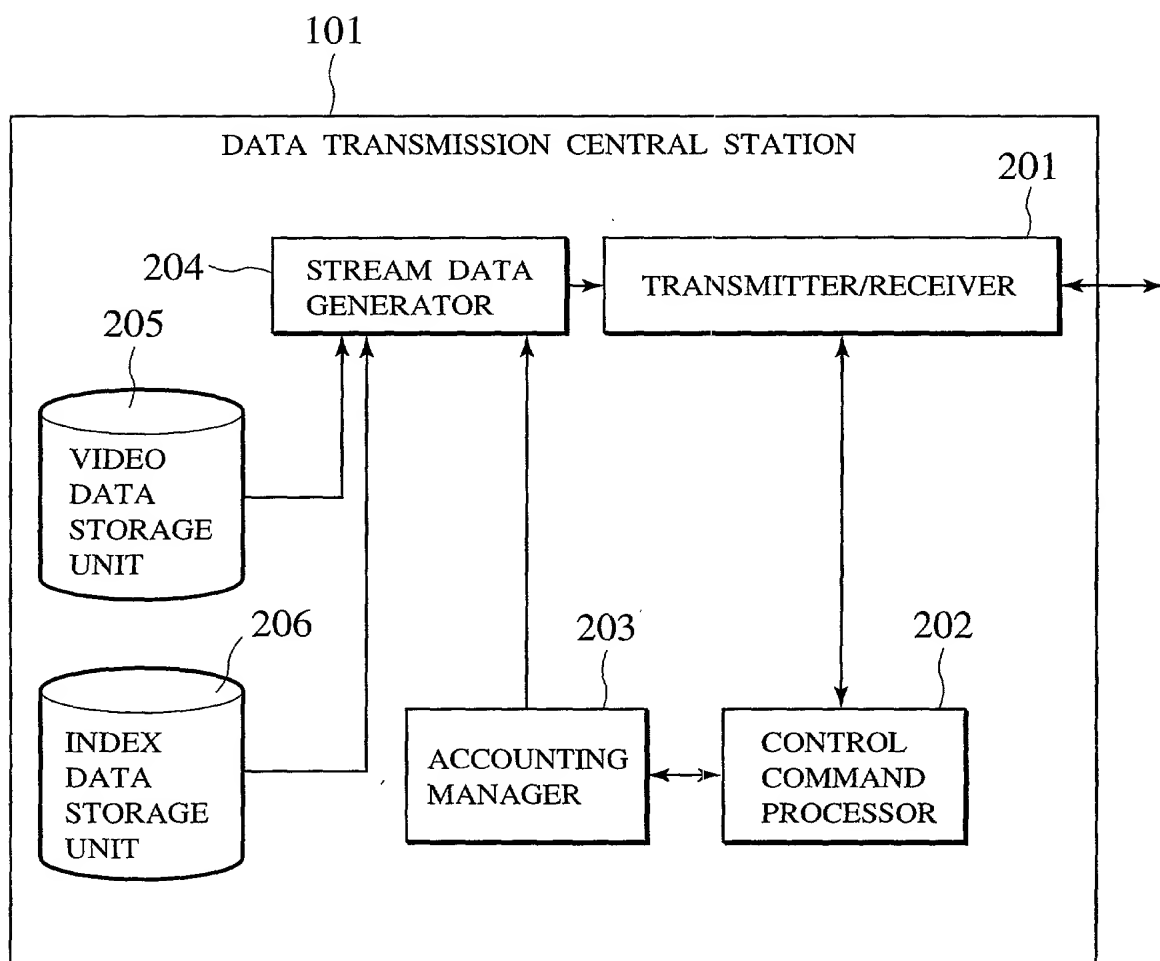 101
DATA TRANSMISSION CENTRAL STATION
201
204
STREAM DATA
GENERATOR
TRANSMITTER/RECEIVER
205
VIDEO
DATA
STORAGE
UNIT
206
INDEX
DATA
STORAGE
UNIT
203
ACCOUNTING
MANAGER
202
CONTROL
COMMAND
PROCESSOR